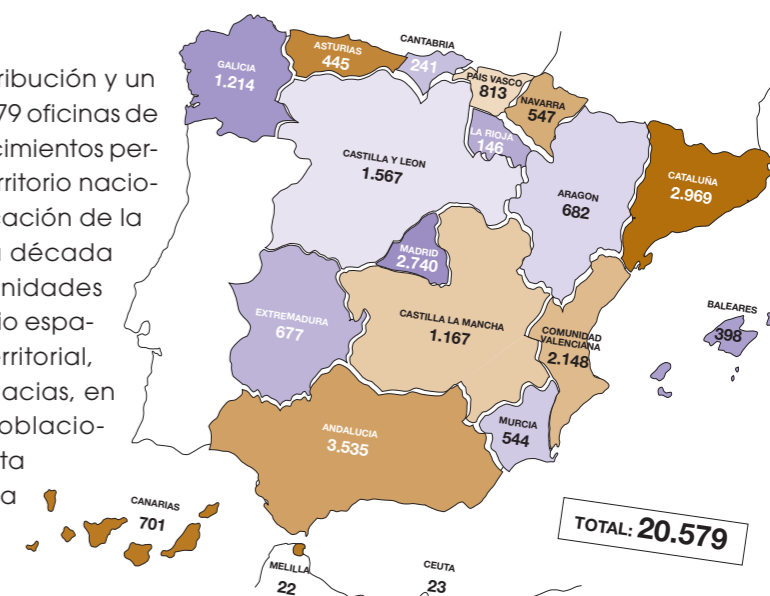 ribución y un
79 oficinas de
cimientos per-
rritorio nacio-
cación de la
a década
nidades
io espa-
erritorial,
acias, en
oblacio-
ta
a
GALICIA
1.214
ASTURIAS
445
CANTABRIA
241
PAIS VASCO
813
NAVARRA
547
LA RIOJA
146
CASTILLA Y LEON
1.567
ARAGON
682
CATALUÑA
2.969
MADRID
2.740
EXTREMADURA
677
CASTILLA LA MANCHA
1.167
COMUNIDAD
VALENCIANA
2.148
BALEARES
398
MURCIA
544
ANDALUCIA
3.535
CANARIAS
701
MELILLA
22
CEUTA
23
TOTAL: 20.579